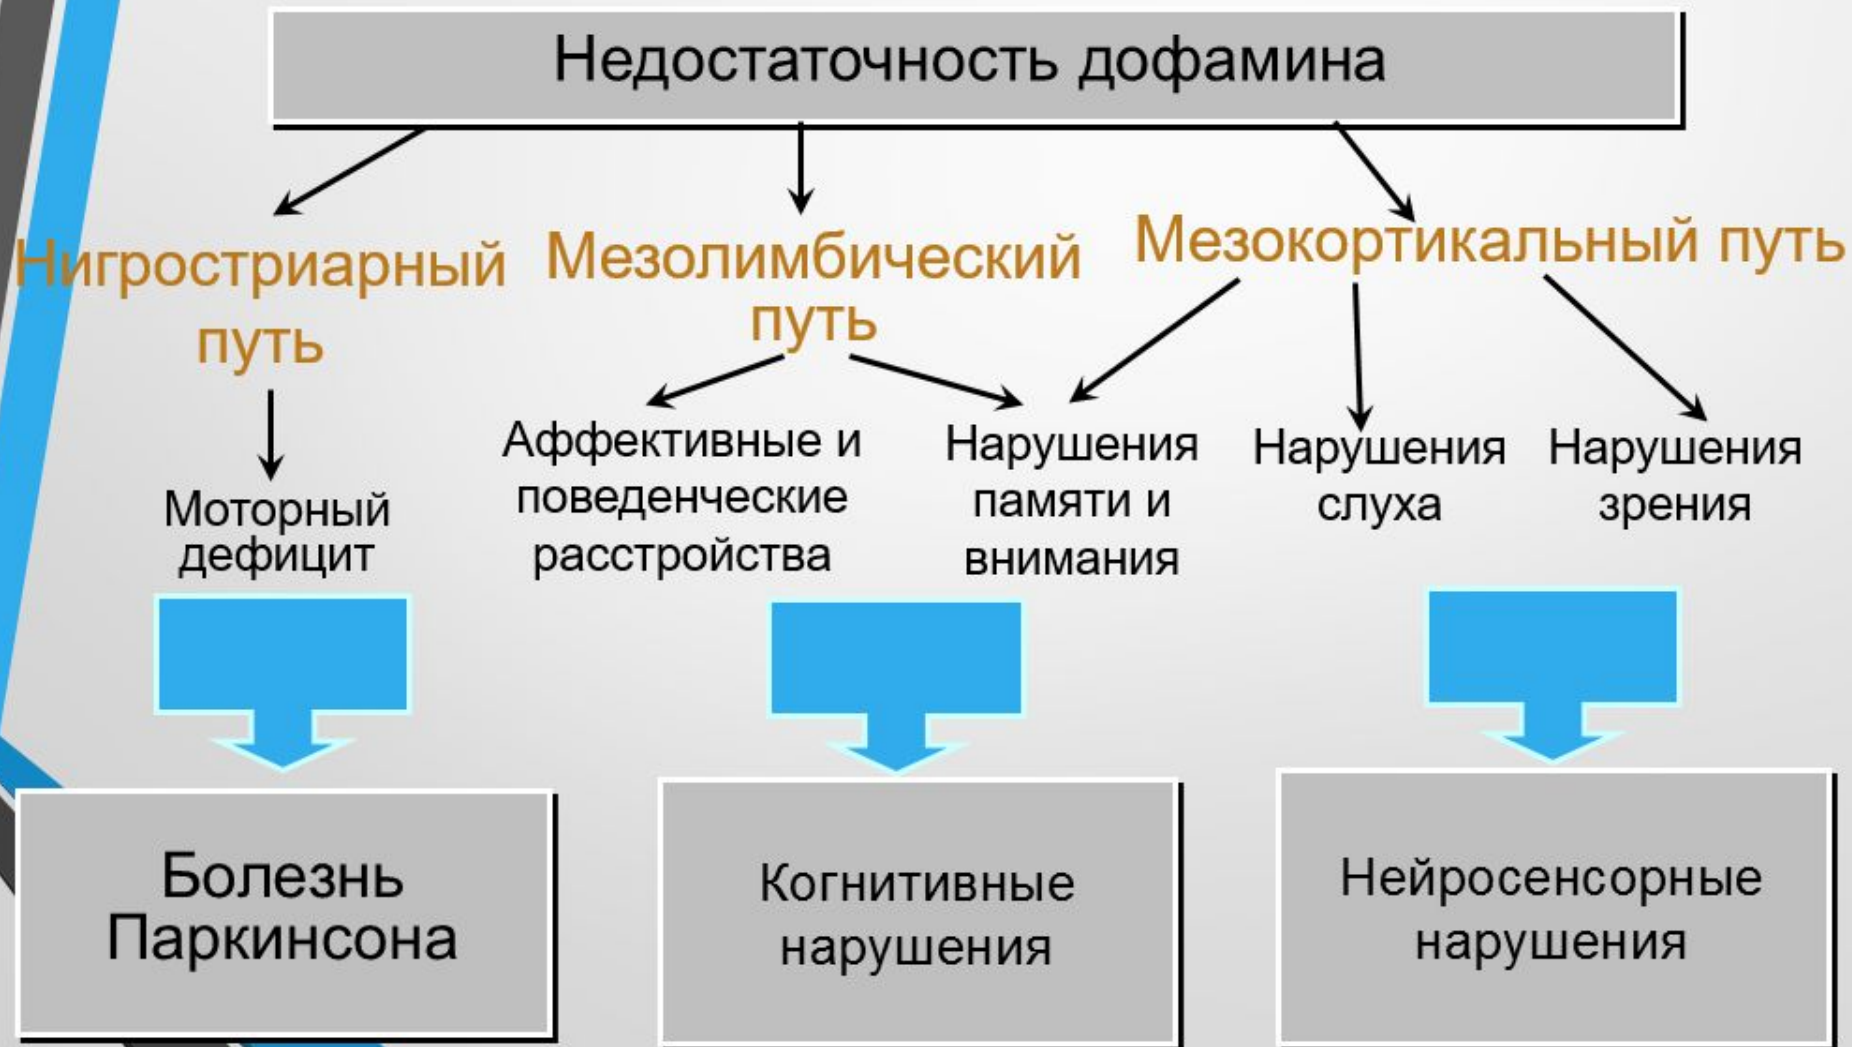 Недостаточность дофамина
Нигростриарный
путь
Мезолимбический
путь
Мезокортикальный путь
Моторный
дефицит
Аффективные и
поведенческие
расстройства
Нарушения
памяти и
внимания
Нарушения
слуха
Нарушения
зрения
Болезнь
Паркинсона
Когнитивные
нарушения
Нейросенсорные
нарушения